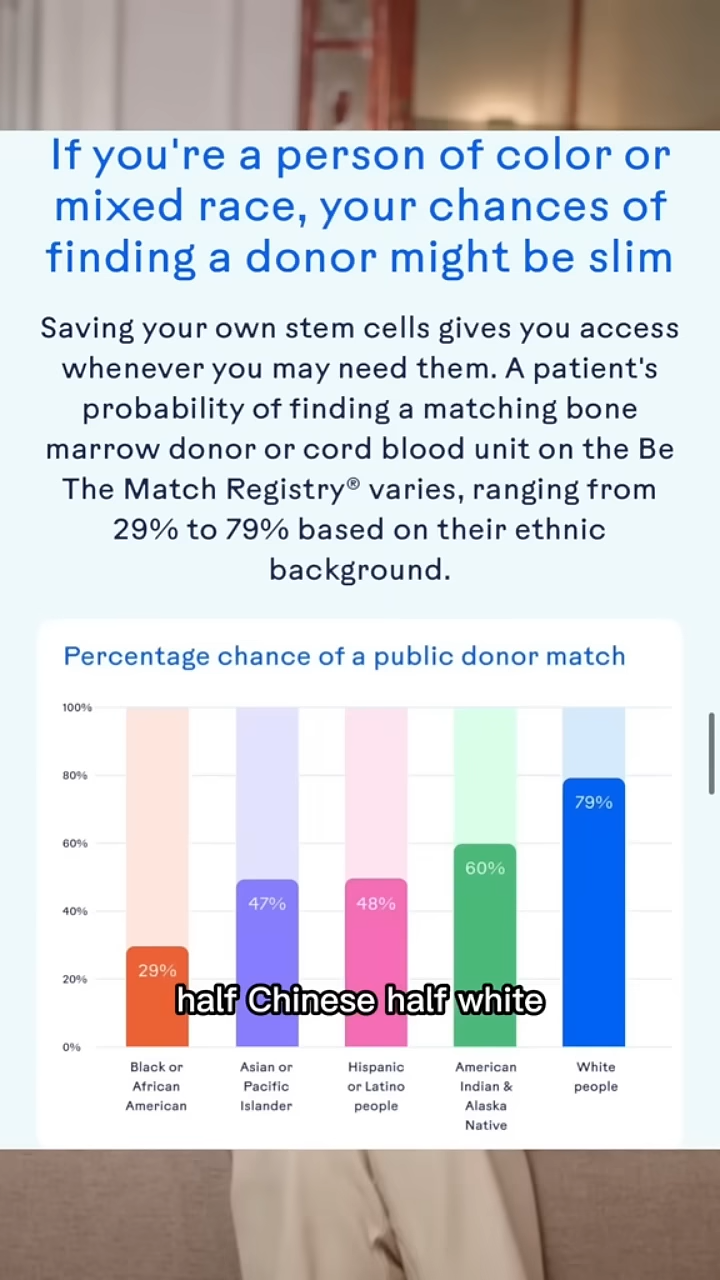 If you're a person of color or
mixed race, your chances of
finding a donor might be slim
Saving your own stem cells gives you access
whenever you may need them. A patient's
probability of finding a matching bone
marrow donor or cord blood unit on the Be
The Match Registry® varies, ranging from
29% to 79% based on their ethnic
background.
Percentage chance of a public donor match
100%
80%
60%
40%
20%
0%
29%
47%
48%
60%
79%
half Chinese half white
Black or
African
American
Asian or
Pacific
Islander
Hispanic
or Latino
people
American
Indian &
Alaska
Native
White
people